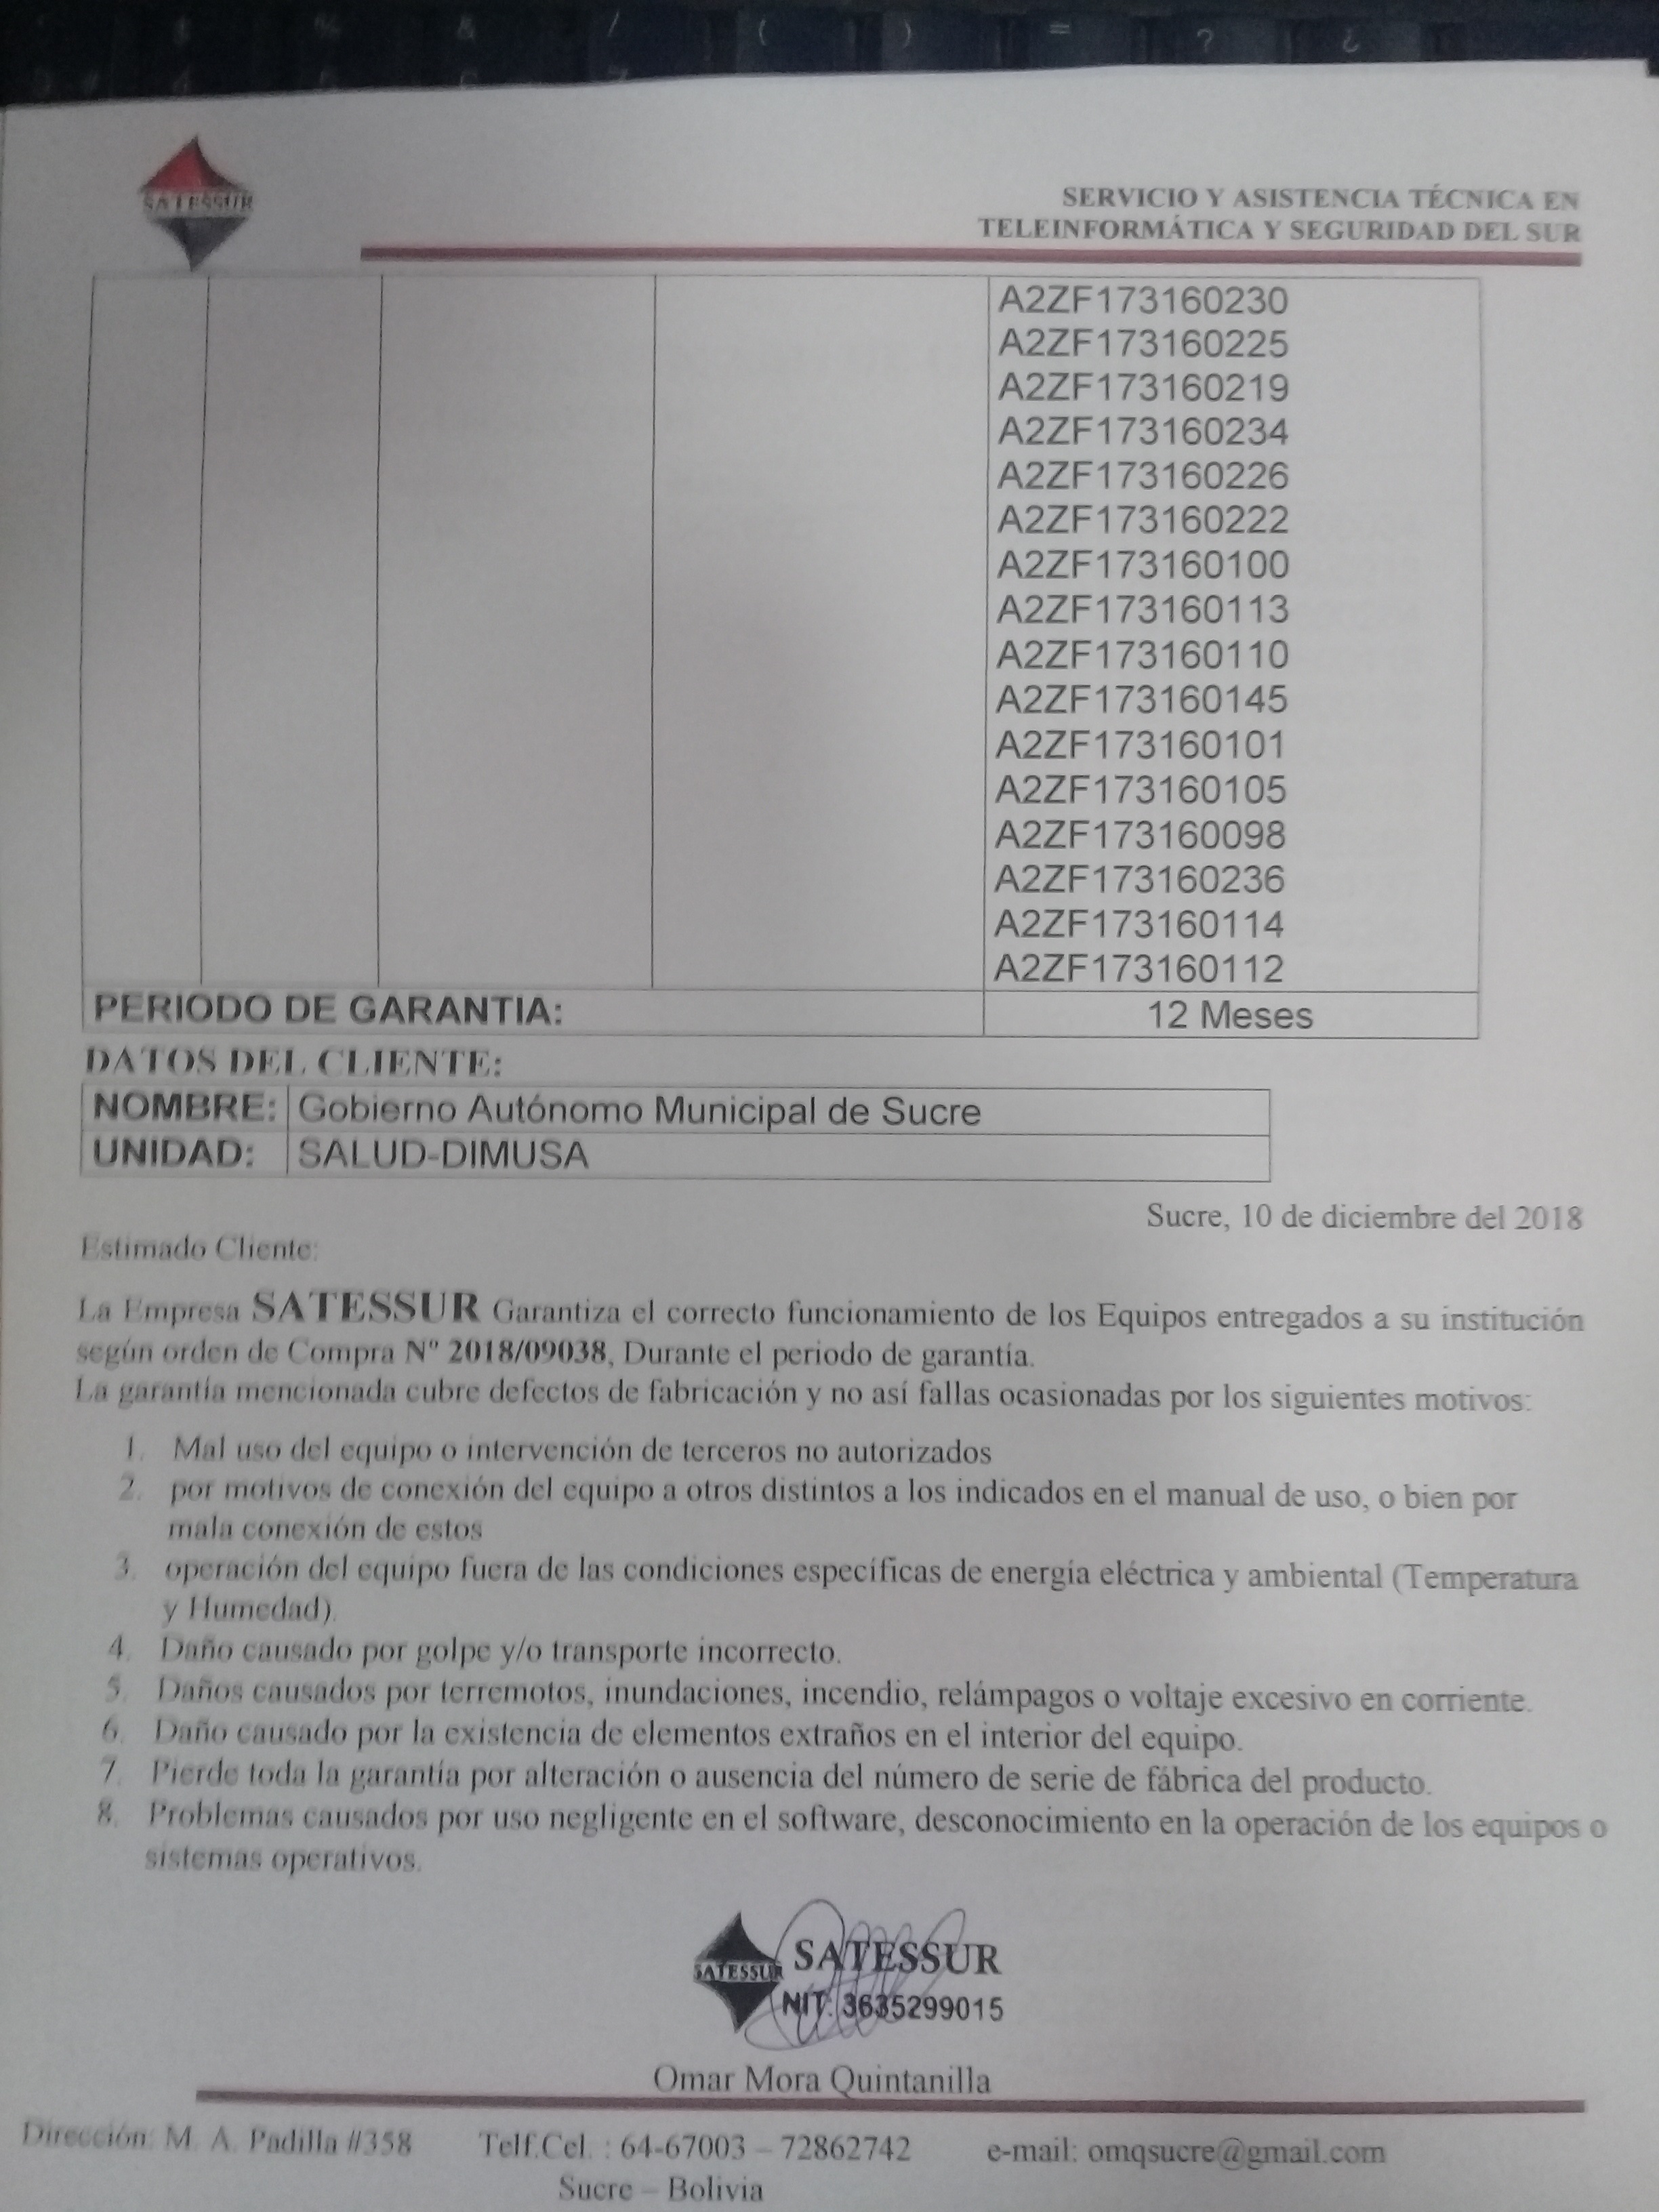 SERVICIO Y ASISTENCIA TÉCNICA EN
TELEINFORMÁTICA Y SEGURIDAD DEL SUR
SATESSUR
A2ZF173160230
A2ZF173160225
A2ZF173160219
A2ZF173160234
A2ZF173160226
A2ZF173160222
A2ZF173160100
A2ZF173160113
A2ZF173160110
A2ZF173160145
A2ZF173160101
A2ZF173160105
A2ZF173160098
A2ZF173160236
A2ZF173160114
A2ZF173160112
PERIODO DE GARANTIA: 12 Meses
DATOS DEL CLIENTE:
NOMBRE: Gobierno Autónomo Municipal de Sucre
UNIDAD: SALUD-DIMUSA
Sucre, 10 de diciembre del 2018
Estimado Cliente:
La Empresa SATESSUR Garantiza el correcto funcionamiento de los Equipos entregados a su institución
según orden de Compra Nº 2018/09038, Durante el periodo de garantía.
La garantía mencionada cubre defectos de fabricación y no así fallas ocasionadas por los siguientes motivos:
1. Mal uso del equipo o intervención de terceros no autorizados
2. por motivos de conexión del equipo a otros distintos a los indicados en el manual de uso, o bien por
mala conexión de estos
3. operación del equipo fuera de las condiciones específicas de energía eléctrica y ambiental (Temperatura
y Humedad).
4. Daño causado por golpe y/o transporte incorrecto.
5. Daños causados por terremotos, inundaciones, incendio, relámpagos o voltaje excesivo en corriente.
6. Daño causado por la existencia de elementos extraños en el interior del equipo.
7. Pierde toda la garantía por alteración o ausencia del número de serie de fábrica del producto.
8. Problemas causados por uso negligente en el software, desconocimiento en la operación de los equipos o
sistemas operativos.
SATESSUR
SATESSUR
NIT: 3635299015
Omar Mora Quintanilla
Dirección: M. A. Padilla #358 Telf.Cel. : 64-67003 – 72862742 e-mail: omqsucre@gmail.com
Sucre – Bolivia